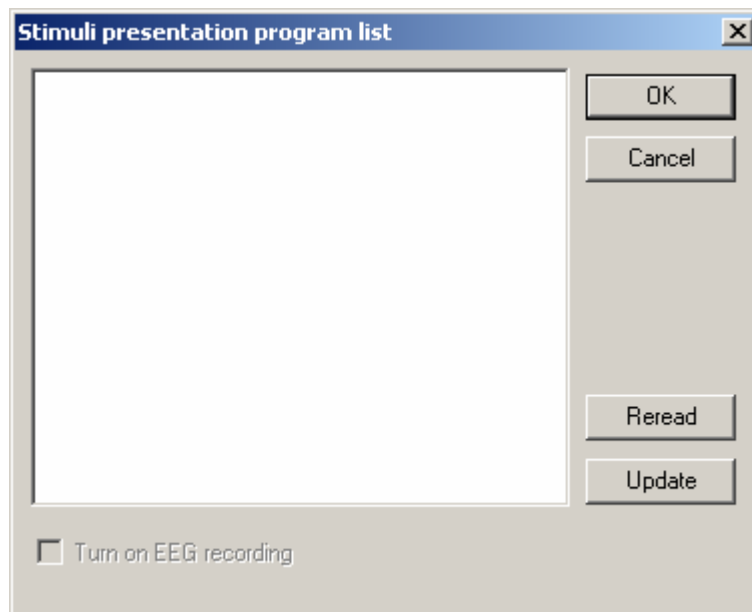 Stimuli presentation program list
OK
Cancel
Reread
Update
Turn on EEG recording